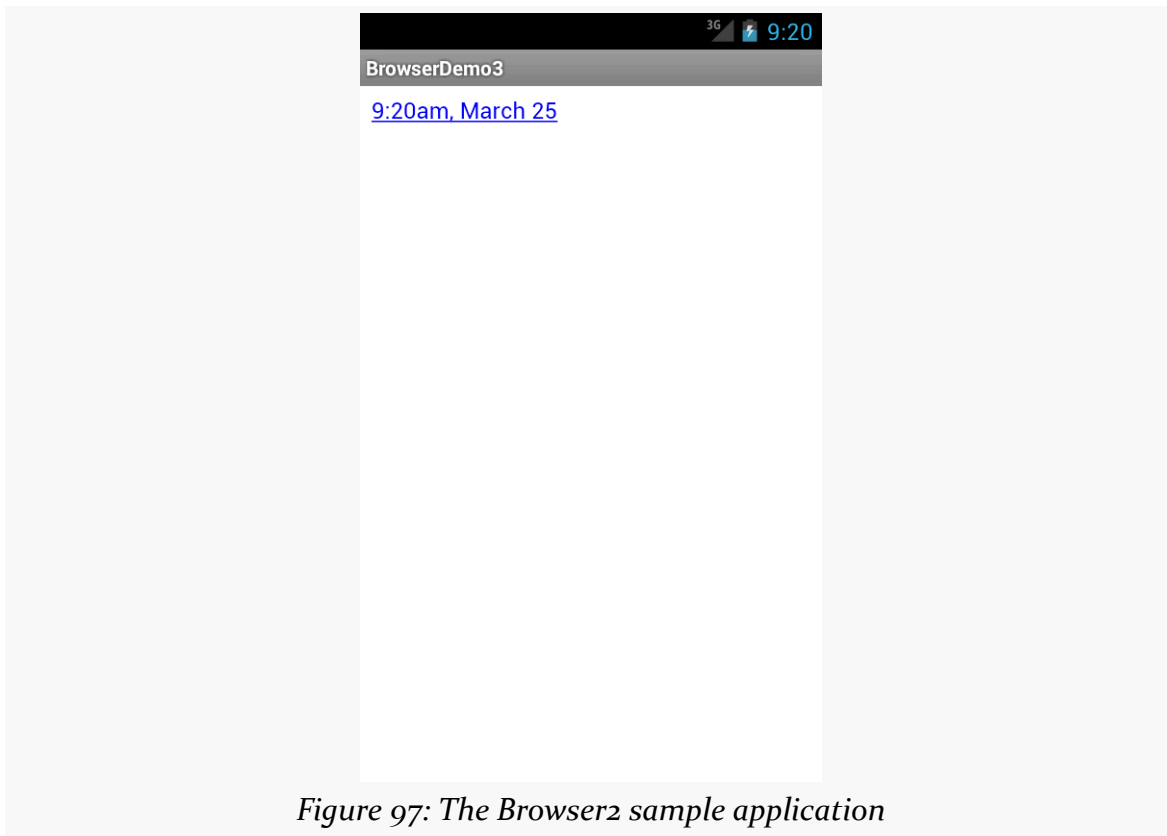 3G 9:20
BrowserDemo3
9:20am, March 25
Figure 97: The Browser2 sample application